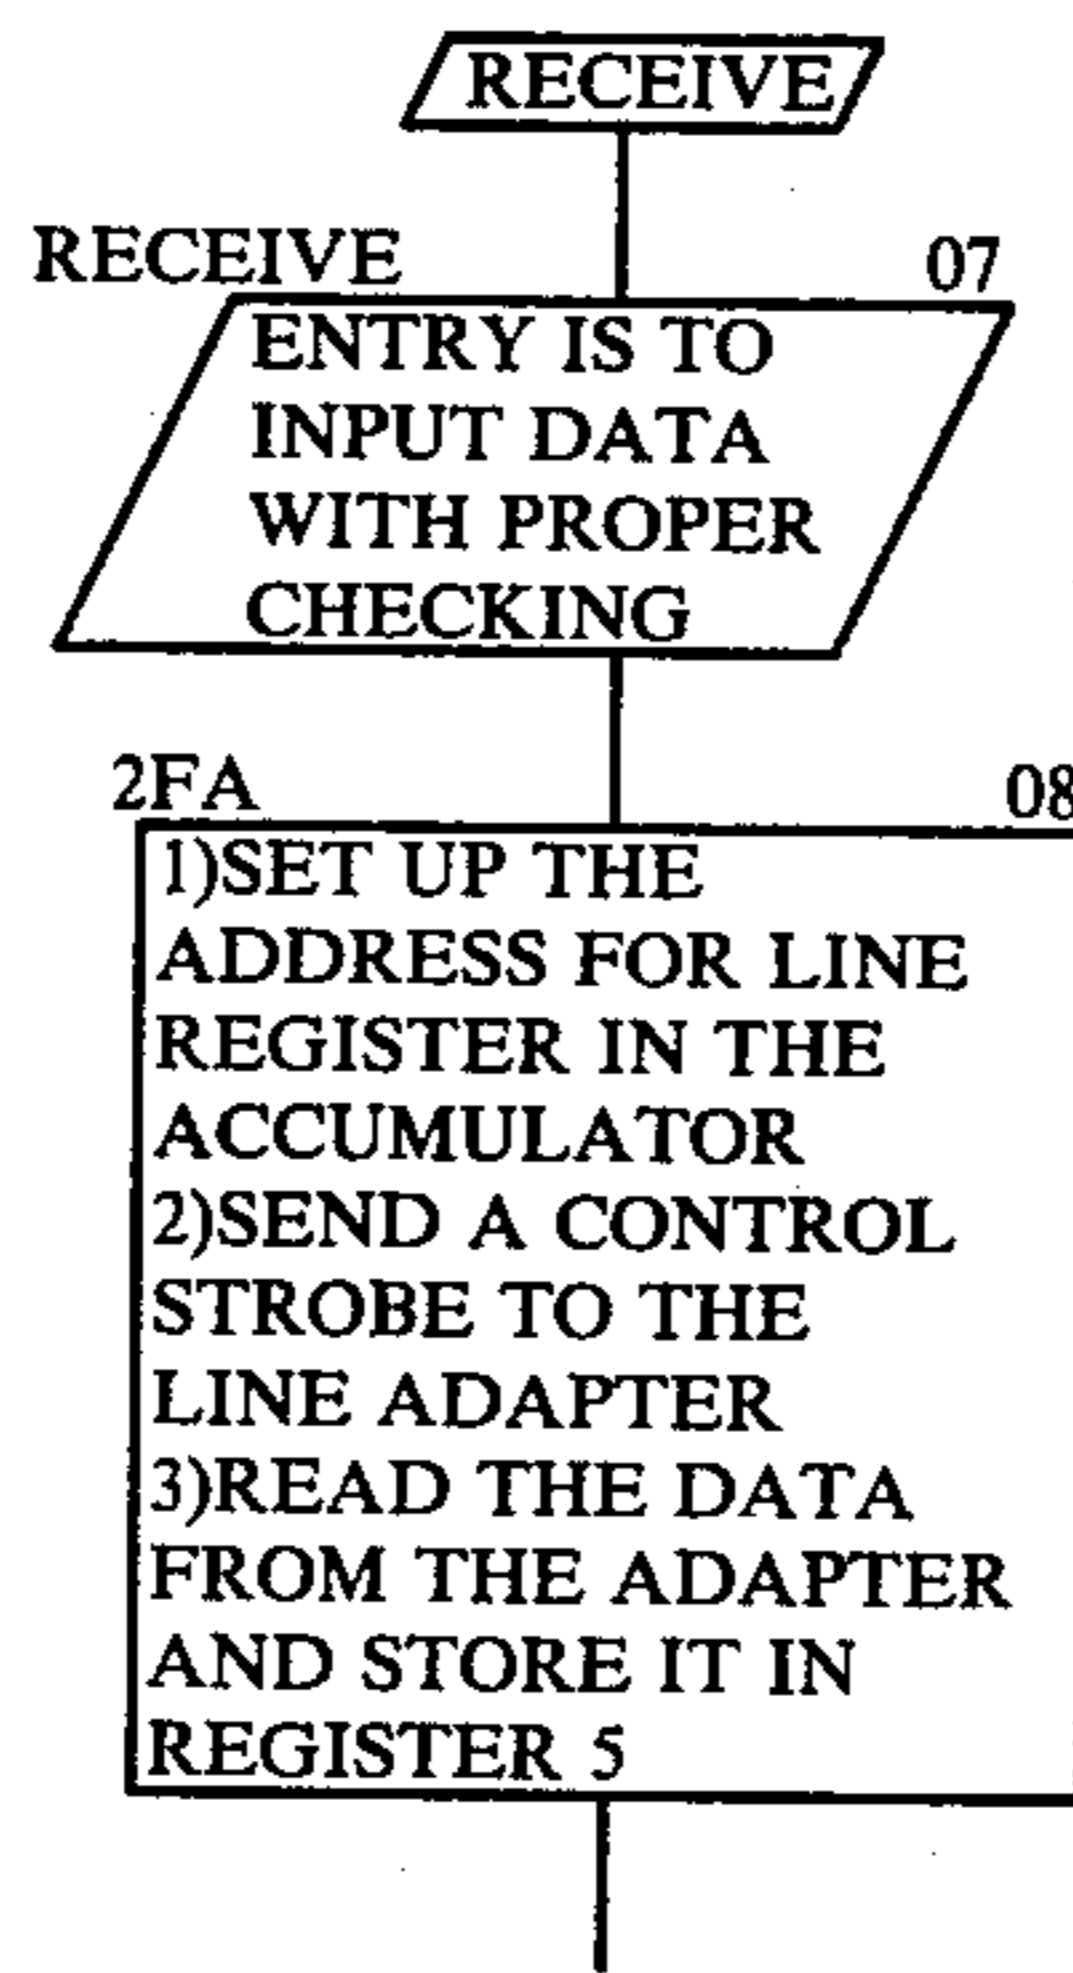 RECEIVE
RECEIVE 07
ENTRY IS TO
INPUT DATA
WITH PROPER
CHECKING
2FA 08
1)SET UP THE
ADDRESS FOR LINE
REGISTER IN THE
ACCUMULATOR
2)SEND A CONTROL
STROBE TO THE
LINE ADAPTER
3)READ THE DATA
FROM THE ADAPTER
AND STORE IT IN
REGISTER 5